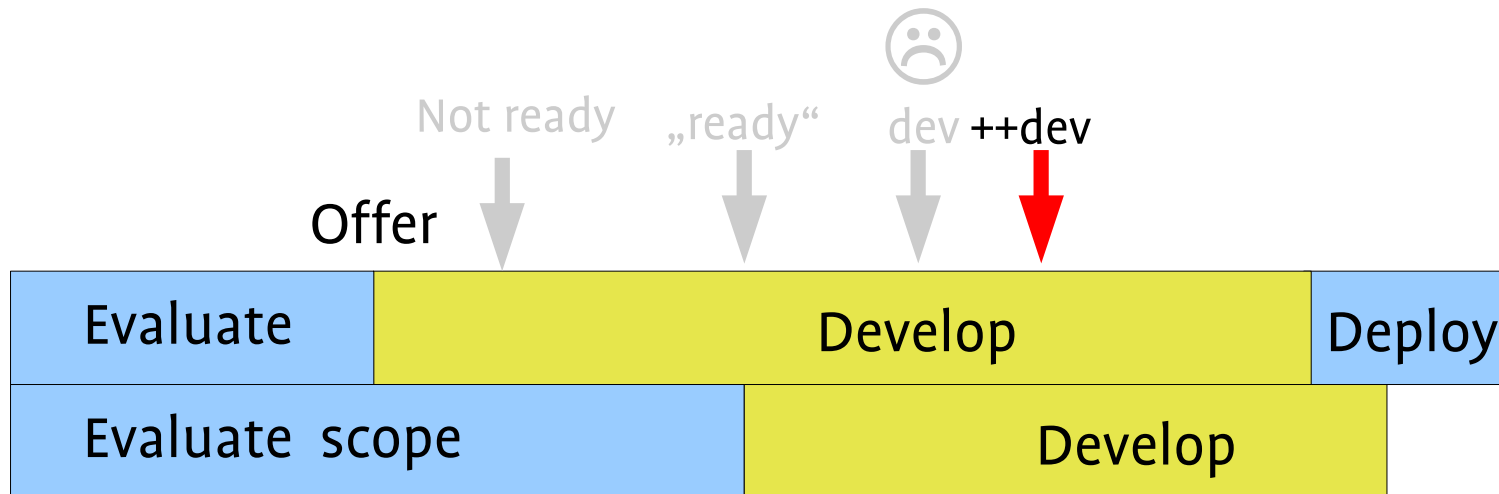 Not ready „ready“ dev ++dev
Offer
Evaluate Develop Deploy
Evaluate scope Develop